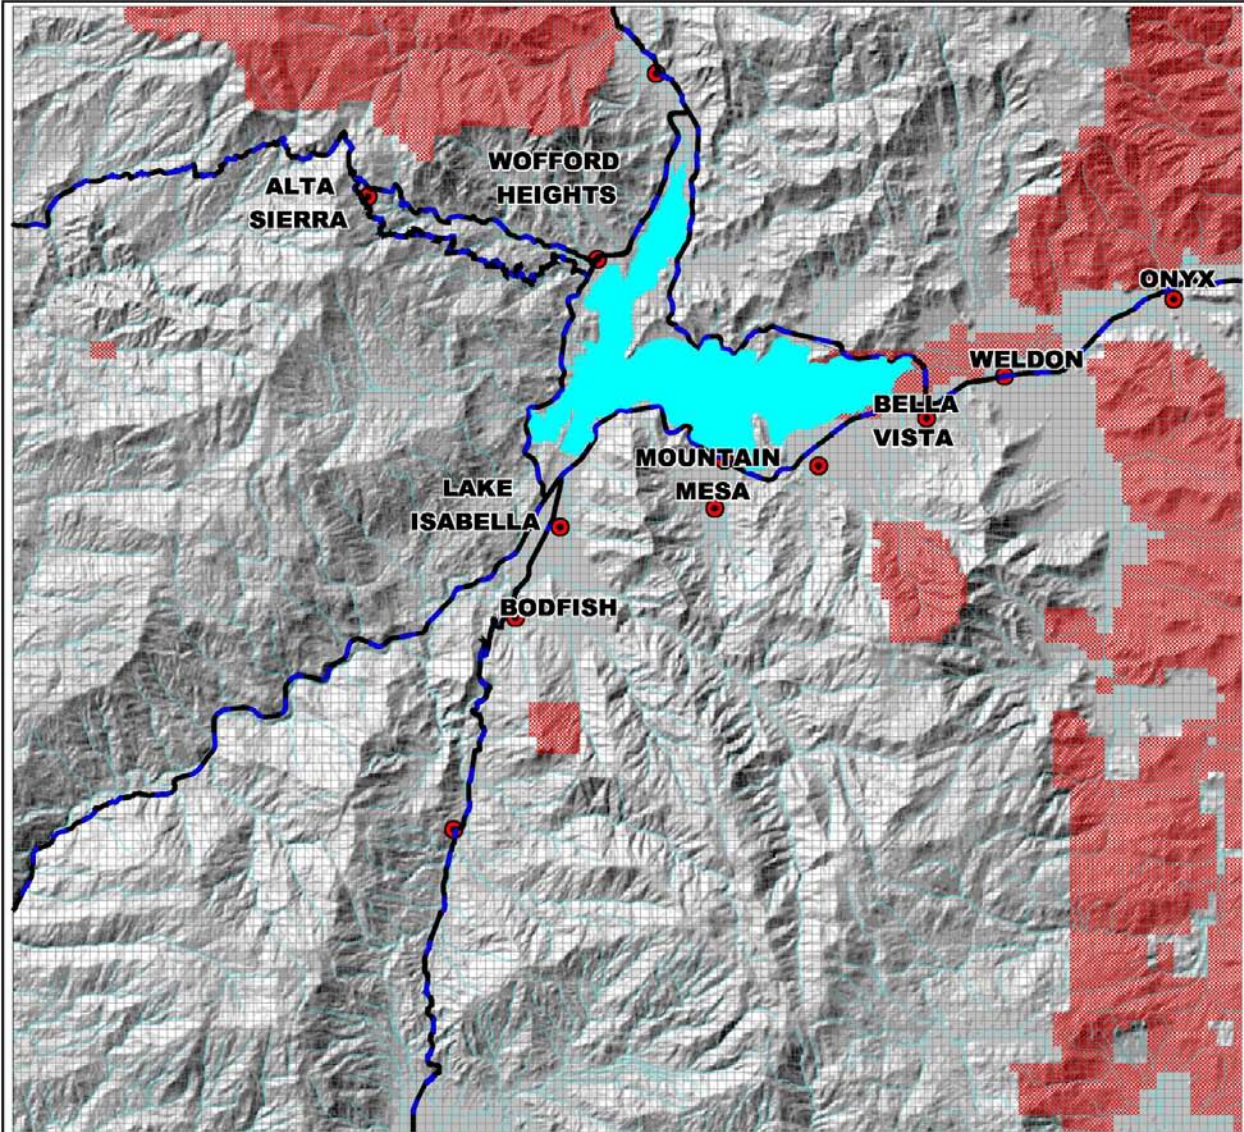 WOFFORD
HEIGHTS
ALTA
SIERRA
ONYX
WELDON
BELLA
VISTA
MOUNTAIN
MESA
LAKE
ISABELLA
BODFISH